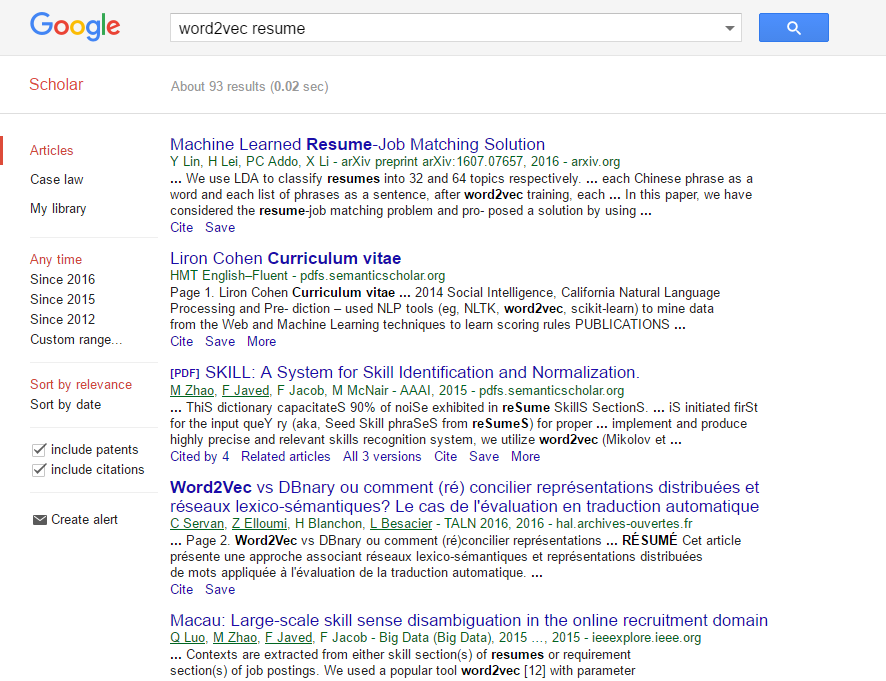 Google
word2vec resume
Scholar
About 93 results (0.02 sec)
Articles
Case law
My library
Any time
Since 2016
Since 2015
Since 2012
Custom range...
Sort by relevance
Sort by date
include patents
include citations
Create alert
Machine Learned Resume-Job Matching Solution
Y Lin, H Lei, PC Addo, X Li - arXiv preprint arXiv:1607.07657, 2016 - arxiv.org
... We use LDA to classify resumes into 32 and 64 topics respectively. ... each Chinese phrase as a
word and each list of phrases as a sentence, after word2vec training, each ... In this paper, we have
considered the resume-job matching problem and pro- posed a solution by using ...
Cite Save
Liron Cohen Curriculum vitae
HMT English–Fluent - pdfs.semanticscholar.org
Page 1. Liron Cohen Curriculum vitae ... 2014 Social Intelligence, California Natural Language
Processing and Pre- diction – used NLP tools (eg, NLTK, word2vec, scikit-learn) to mine data
from the Web and Machine Learning techniques to learn scoring rules PUBLICATIONS ...
Cite Save More
[PDF] SKILL: A System for Skill Identification and Normalization.
M Zhao, F Javed, F Jacob, M McNair - AAAI, 2015 - pdfs.semanticscholar.org
... ThiS dictionary capacitateS 90% of noiSe exhibited in reSume SkillS SectionS. ... iS initiated firSt
for the input queY ry (aka, Seed Skill phraSeS from reSumeS) for proper ... implement and produce
highly precise and relevant skills recognition system, we utilize word2vec (Mikolov et ...
Cited by 4 Related articles All 3 versions Cite Save More
Word2Vec vs DBnary ou comment (ré) concilier représentations distribuées et
réseaux lexico-sémantiques? Le cas de l'évaluation en traduction automatique
C Servan, Z Elloumi, H Blanchon, L Besacier - TALN 2016, 2016 - hal.archives-ouvertes.fr
... Page 2. Word2Vec vs DBnary ou comment (ré)concilier représentations ... RÉSUMÉ Cet article
présente une approche associant réseaux lexico-sémantiques et représentations distribuées
de mots appliquée à l'évaluation de la traduction automatique. ...
Cite Save
Macau: Large-scale skill sense disambiguation in the online recruitment domain
Q Luo, M Zhao, F Javed, F Jacob - Big Data (Big Data), 2015 ..., 2015 - ieeexplore.ieee.org
... Contexts are extracted from either skill section(s) of resumes or requirement
section(s) of job postings. We used a popular tool word2vec [12] with parameter